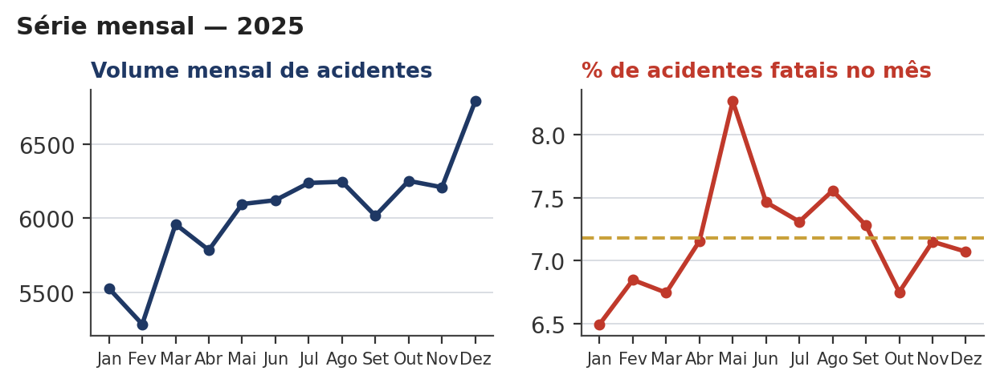 Série mensal — 2025
Volume mensal de acidentes
6500
6000
5500
Jan Fev Mar Abr Mai Jun Jul Ago Set Out Nov Dez
% de acidentes fatais no mês
8.0
7.5
7.0
6.5
Jan Fev Mar Abr Mai Jun Jul Ago Set Out Nov Dez